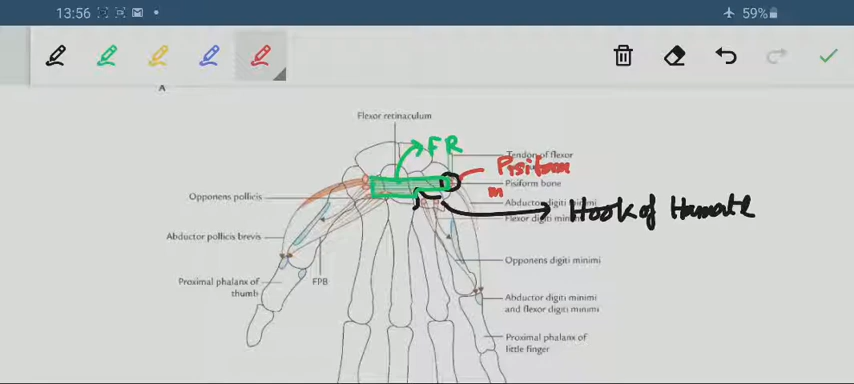 13:56
59%
A
Flexor retinaculum
FR
Tendon of flexor
Pisiform
m
Pisiform bone
Opponens pollicis
Abductor digiti minimi
Hook of Hamate
Flexor digiti minimi
Abductor pollicis brevis
Opponens digiti minimi
Proximal phalanx of
thumb
FPB
Abductor digiti minimi
and flexor digiti minimi
Proximal phalanx of
little finger